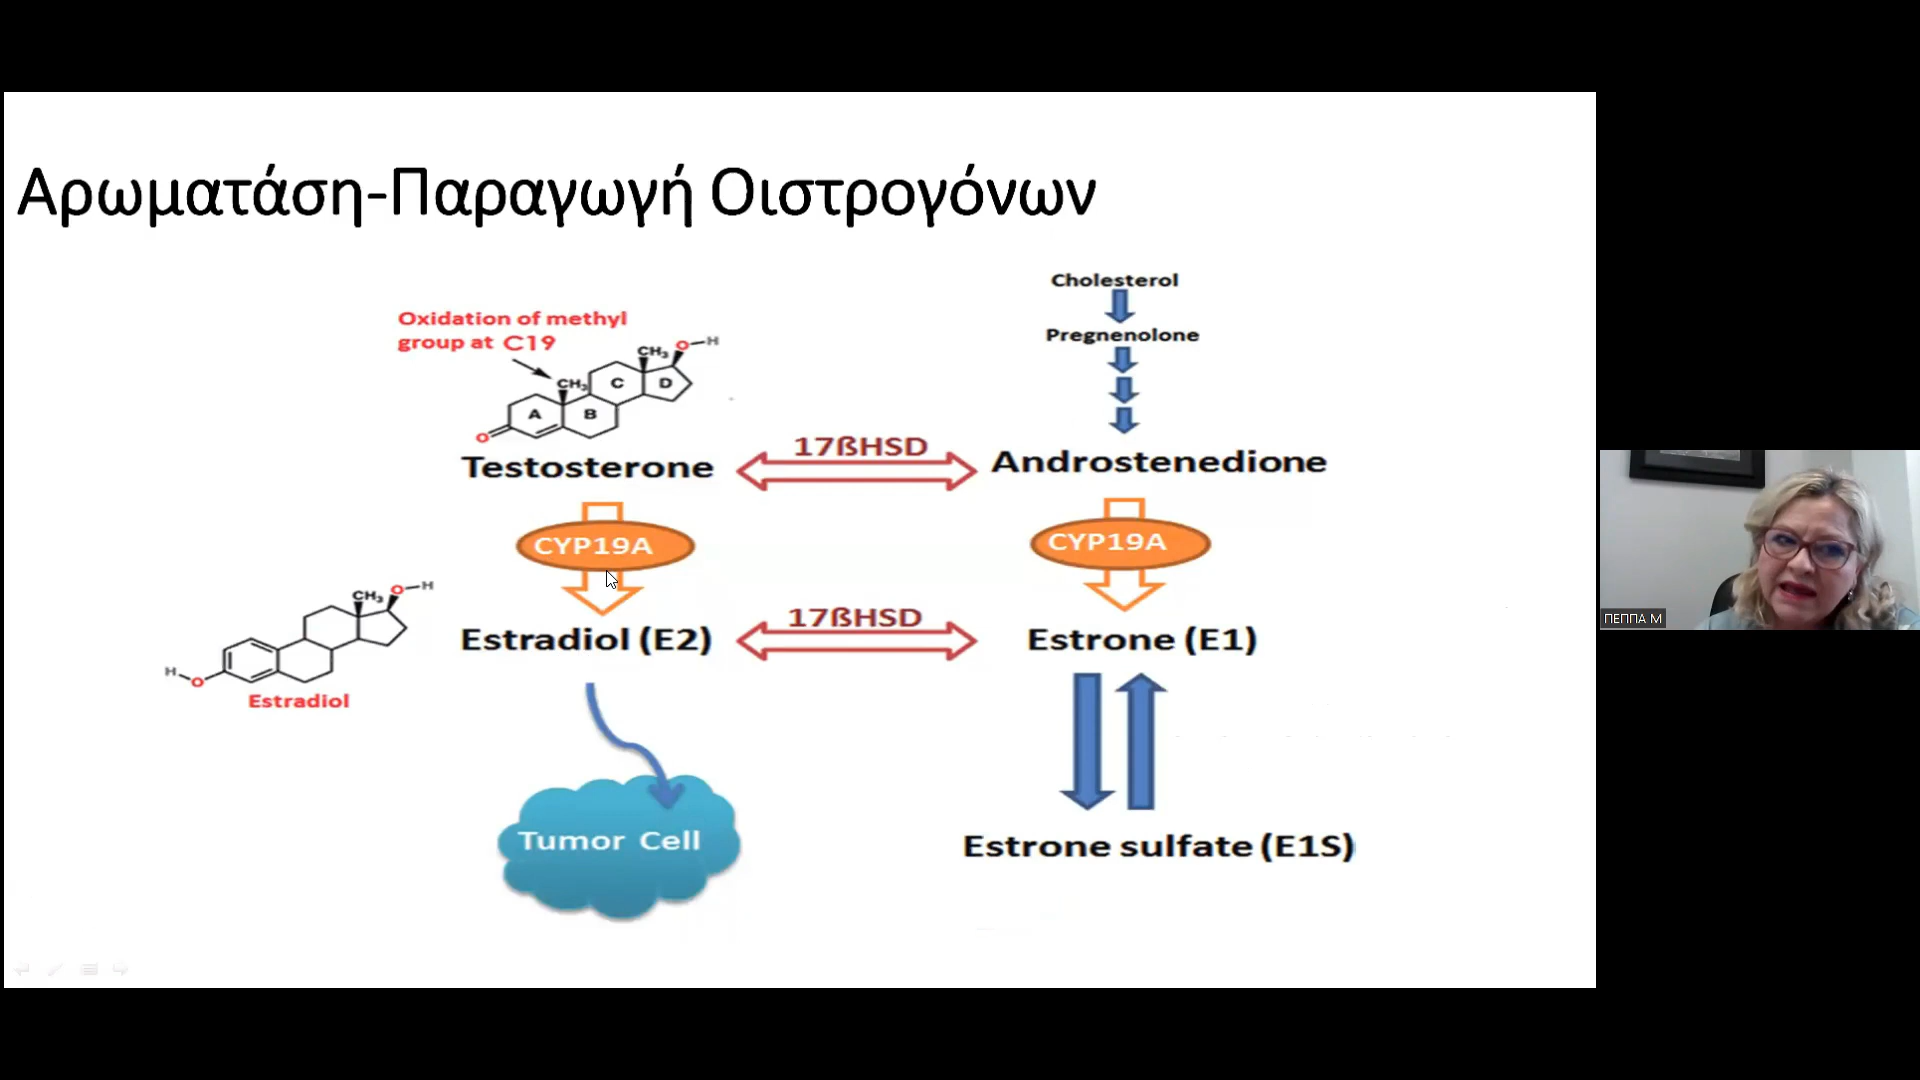 Αρωματάση-Παραγωγή Οιστρογόνων
Cholesterol
Pregnenolone
Oxidation of methyl
group at C19
CH3
O
H
CH3
A
B
C
D
O
Testosterone
17ßHSD
Androstenedione
CYP19A
CYP19A
CH3
O
H
H
O
Estradiol
Estradiol (E2)
17ßHSD
Estrone (E1)
Tumor Cell
Estrone sulfate (E1S)
ΠΕΠΠΑ Μ